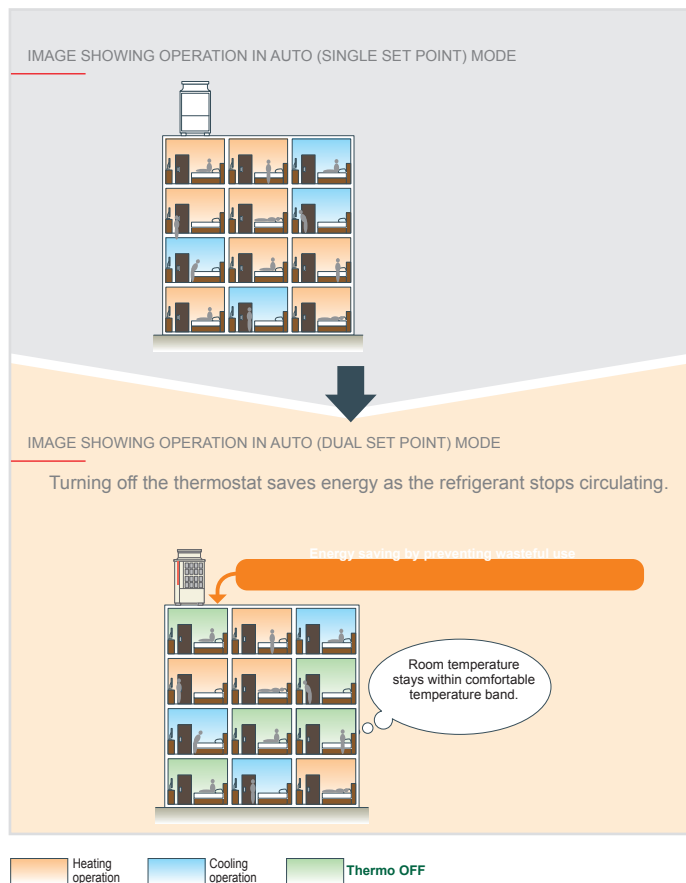 IMAGE SHOWING OPERATION IN AUTO (SINGLE SET POINT) MODE
IMAGE SHOWING OPERATION IN AUTO (DUAL SET POINT) MODE
Turning off the thermostat saves energy as the refrigerant stops circulating.
Energy saving by preventing wasteful use
Room temperature
stays within comfortable
temperature band.
Heating
operation
Cooling
operation
Thermo OFF